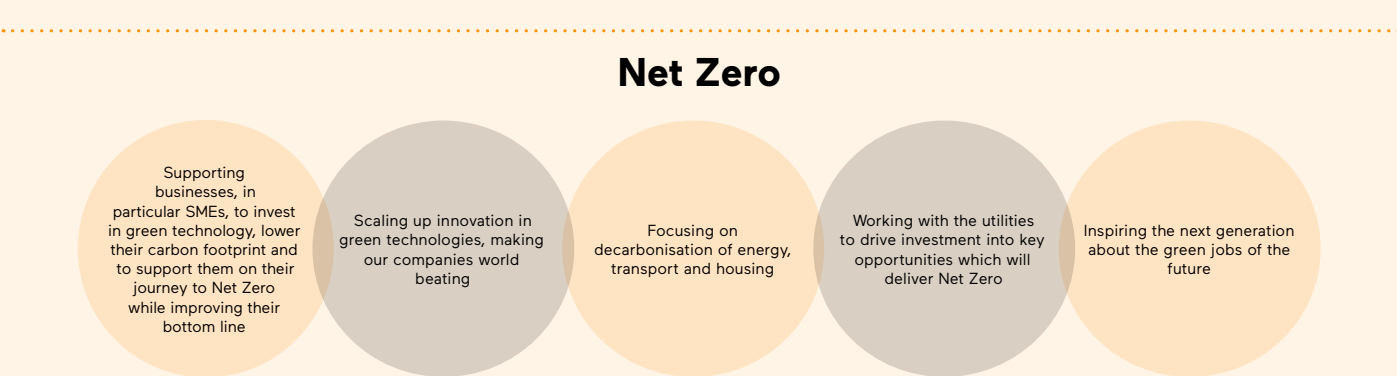 Net Zero
Supporting
businesses, in
particular SMEs, to invest
in green technology, lower
their carbon footprint and
to support them on their
journey to Net Zero
while improving their
bottom line
Scaling up innovation in
green technologies, making
our companies world
beating
Focusing on
decarbonisation of energy,
transport and housing
Working with the utilities
to drive investment into key
opportunities which will
deliver Net Zero
Inspiring the next generation
about the green jobs of the
future